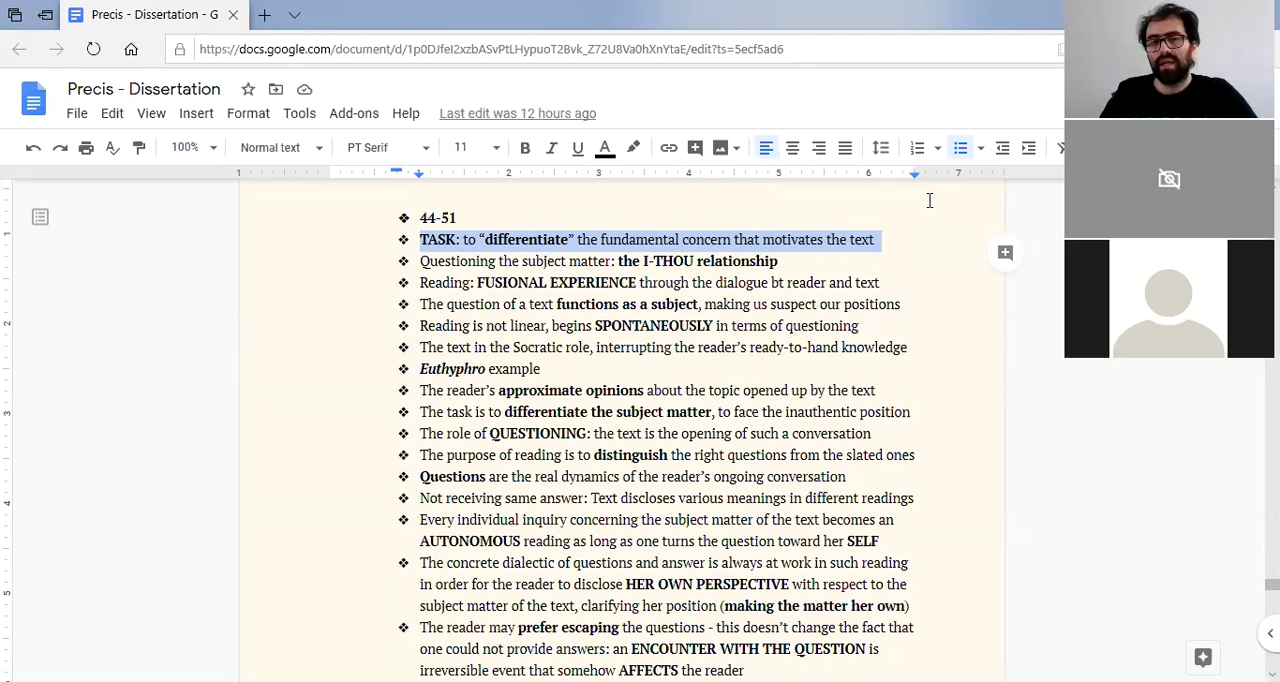 Precis - Dissertation - G
https://docs.google.com/document/d/1p0DJfeI2xzbASvPtLHypuoT2Bvk_Z72U8Va0hXnYtaE/edit?ts=5ecf5ad6
Precis - Dissertation
File Edit View Insert Format Tools Add-ons Help Last edit was 12 hours ago
100% Normal text PT Serif 11 B I U A
1 1 2 3 4 5 6 7
❖ 44-51
❖ TASK: to “differentiate” the fundamental concern that motivates the text
❖ Questioning the subject matter: the I-THOU relationship
❖ Reading: FUSIONAL EXPERIENCE through the dialogue bt reader and text
❖ The question of a text functions as a subject, making us suspect our positions
❖ Reading is not linear, begins SPONTANEOUSLY in terms of questioning
❖ The text in the Socratic role, interrupting the reader’s ready-to-hand knowledge
❖ Euthyphro example
❖ The reader’s approximate opinions about the topic opened up by the text
❖ The task is to differentiate the subject matter, to face the inauthentic position
❖ The role of QUESTIONING: the text is the opening of such a conversation
❖ The purpose of reading is to distinguish the right questions from the slated ones
❖ Questions are the real dynamics of the reader’s ongoing conversation
❖ Not receiving same answer: Text discloses various meanings in different readings
❖ Every individual inquiry concerning the subject matter of the text becomes an
AUTONOMOUS reading as long as one turns the question toward her SELF
❖ The concrete dialectic of questions and answer is always at work in such reading
in order for the reader to disclose HER OWN PERSPECTIVE with respect to the
subject matter of the text, clarifying her position (making the matter her own)
❖ The reader may prefer escaping the questions - this doesn’t change the fact that
one could not provide answers: an ENCOUNTER WITH THE QUESTION is
irreversible event that somehow AFFECTS the reader
1
2
3
4
5